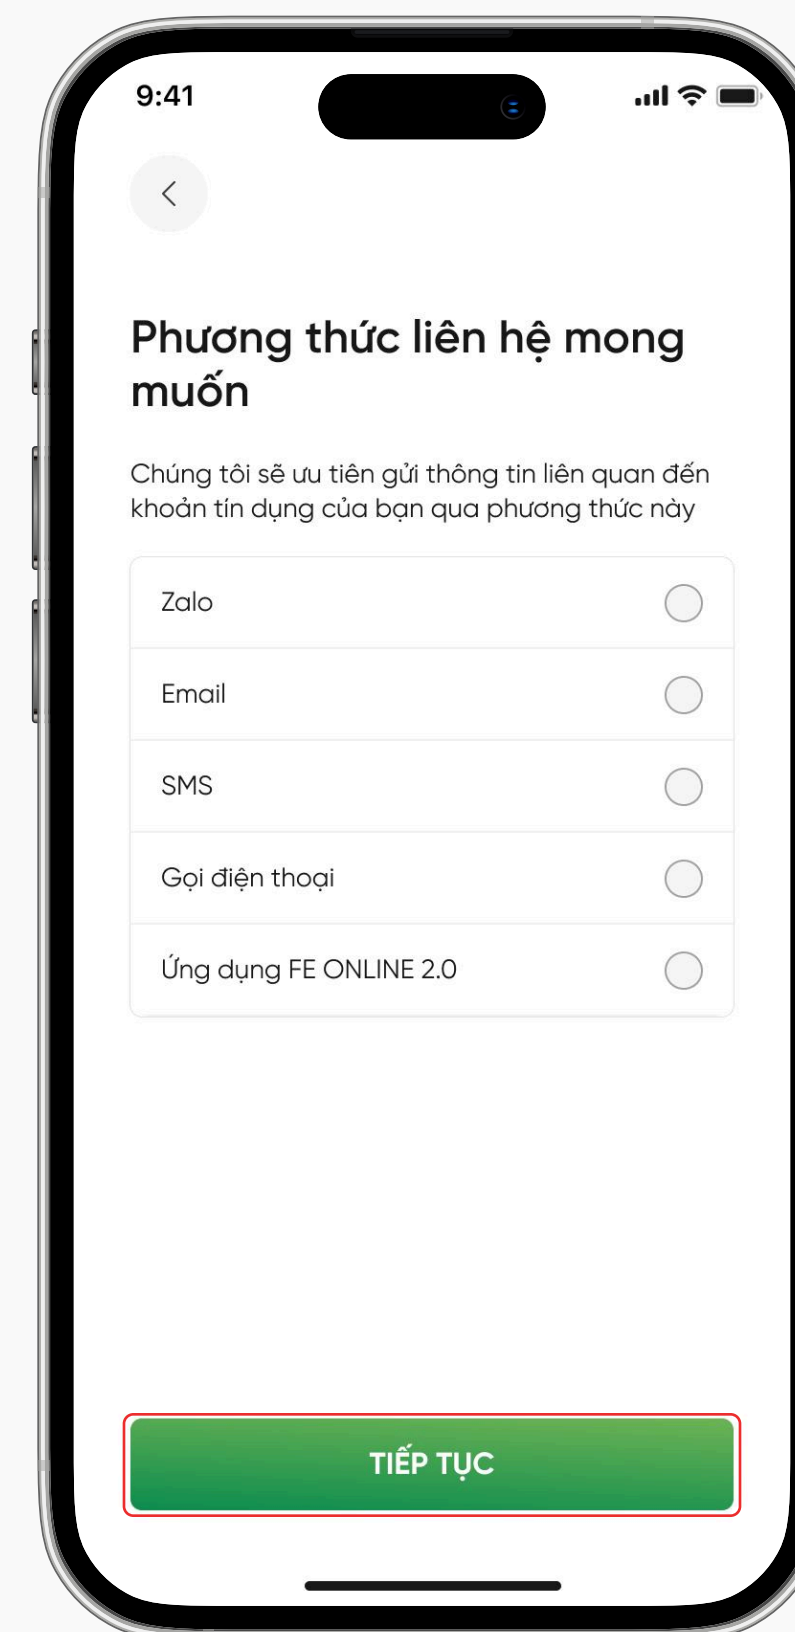 9:41
Phương thức liên hệ mong
muốn
Chúng tôi sẽ ưu tiên gửi thông tin liên quan đến
khoản tín dụng của bạn qua phương thức này
Zalo
Email
SMS
Gọi điện thoại
Ứng dụng FE ONLINE 2.0
TIẾP TỤC